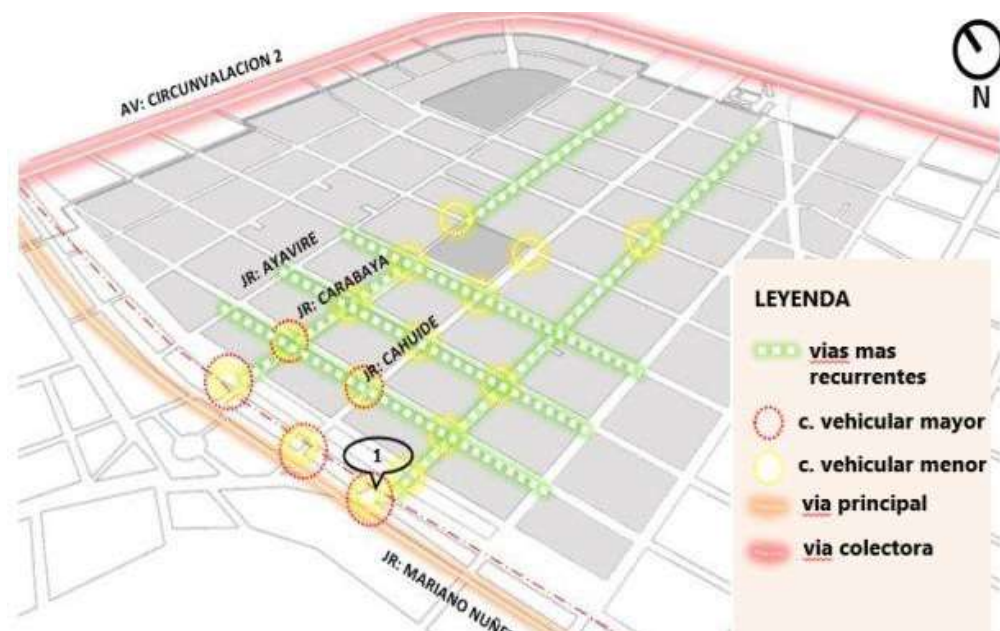 AV: CIRCUNVALACION 2
N
JR: AYAVIRE
JR: CARABAYA
JR: CAHUIDE
1
JR: MARIANO NUÑE
LEYENDA
vias mas
recurrentes
c. vehicular mayor
c. vehicular menor
via principal
via colectora